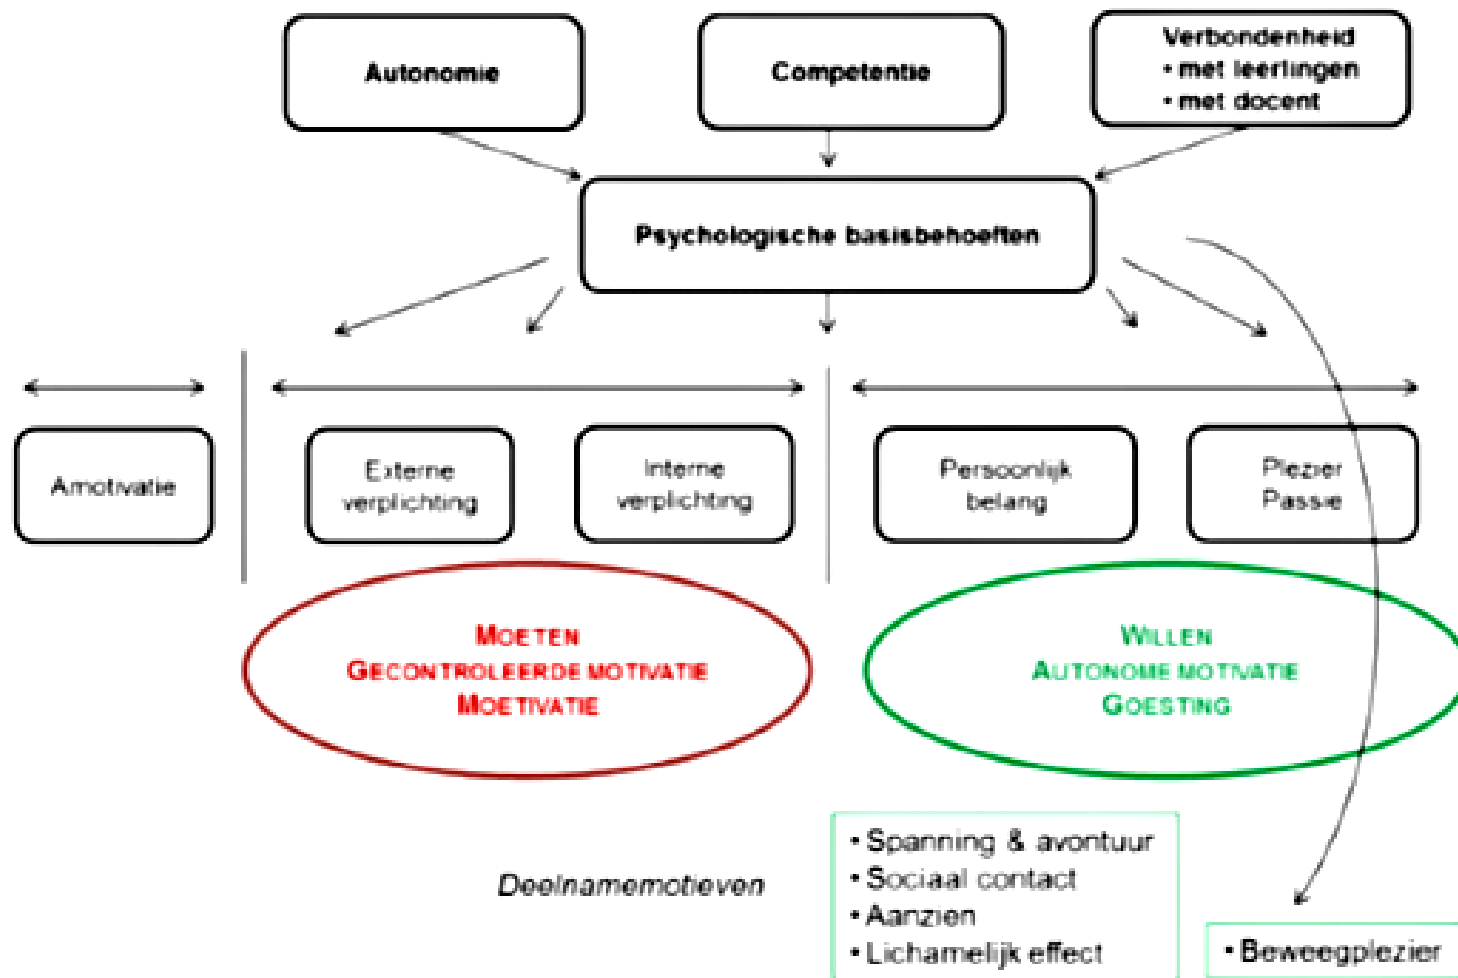 Autonomie
Competentie
Verbondenheid
• met leerlingen
• met docent
Psychologische basisbehoeften
Amotivatie
Externe
verplichting
Interne
verplichting
Persoonlijk
belang
Plezier
Passie
MOETEN
GECONTROLEERDE MOTIVATIE
MOETIVATIE
WILLEN
AUTONOME MOTIVATIE
GOESTING
Deelnamemotieven
• Spanning & avontuur
• Sociaal contact
• Aanzien
• Lichamelijk effect
• Beweegplezier